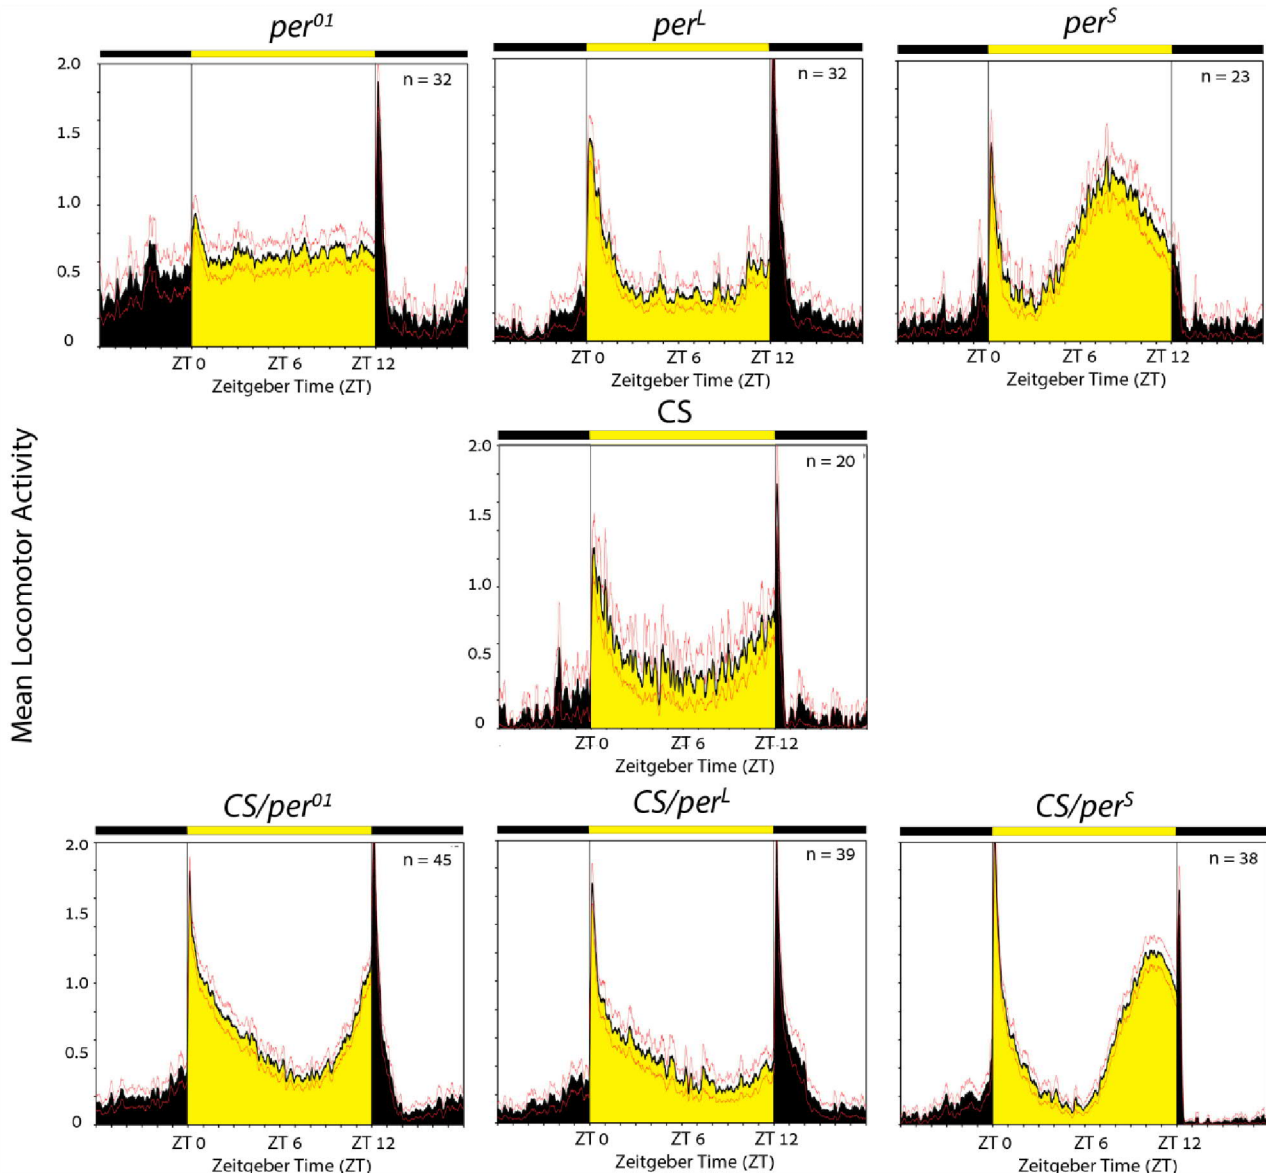 per01 perL perS
n = 32 n = 32 n = 23
2.0
1.5
1.0
0.5
0
ZT 0 ZT 6 ZT 12 ZT 0 ZT 6 ZT 12 ZT 0 ZT 6 ZT 12
Zeitgeber Time (ZT) Zeitgeber Time (ZT) Zeitgeber Time (ZT)
Mean Locomotor Activity
CS
n = 20
2.0
1.5
1.0
0.5
0
ZT 0 ZT 6 ZT 12
Zeitgeber Time (ZT)
CS/per01 CS/perL CS/perS
n = 45 n = 39 n = 38
2.0
1.5
1.0
0.5
0
ZT 0 ZT 6 ZT 12 ZT 0 ZT 6 ZT 12 ZT 0 ZT 6 ZT 12
Zeitgeber Time (ZT) Zeitgeber Time (ZT) Zeitgeber Time (ZT)